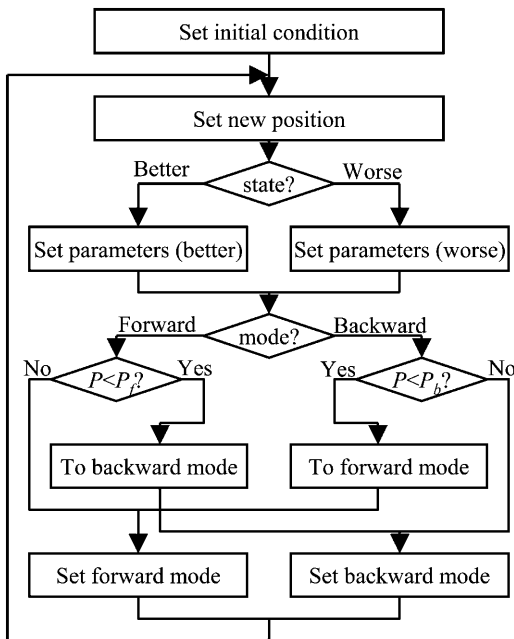 Set initial condition
Set new position
Better
Worse
state?
Set parameters (better)
Set parameters (worse)
Forward
Backward
mode?
No
Yes
Yes
No
P<Pf?
P<Pb?
To backward mode
To forward mode
Set forward mode
Set backward mode